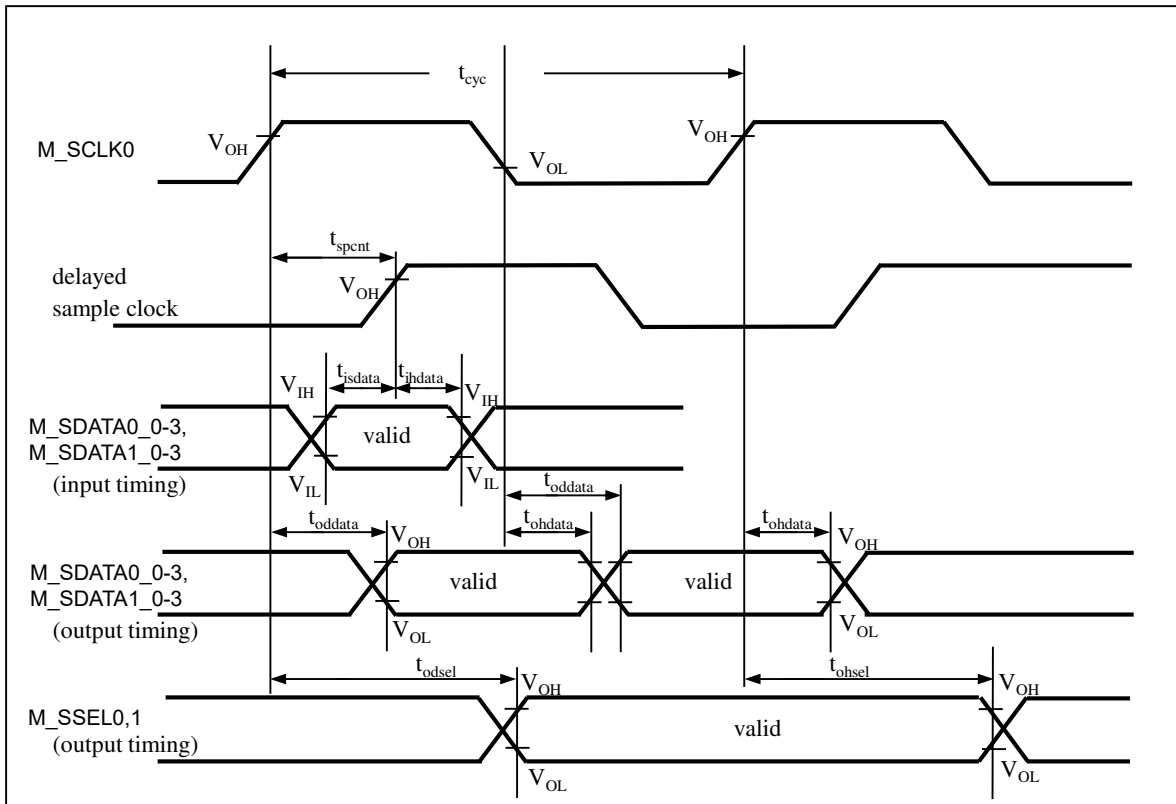 t_cyc
M_SCLK0
V_OH
V_OL
V_OH
t_spcnt
delayed
sample clock
V_OH
t_isdata
t_ihdata
V_IH
V_IH
M_SDATA0_0-3,
M_SDATA1_0-3
(input timing)
valid
V_IL
V_IL
t_oddata
t_oddata
t_ohdata
t_ohdata
V_OH
V_OH
M_SDATA0_0-3,
M_SDATA1_0-3
(output timing)
valid
valid
V_OL
V_OL
t_odsel
t_ohsel
V_OH
V_OH
M_SSEL0,1
(output timing)
valid
V_OL
V_OL